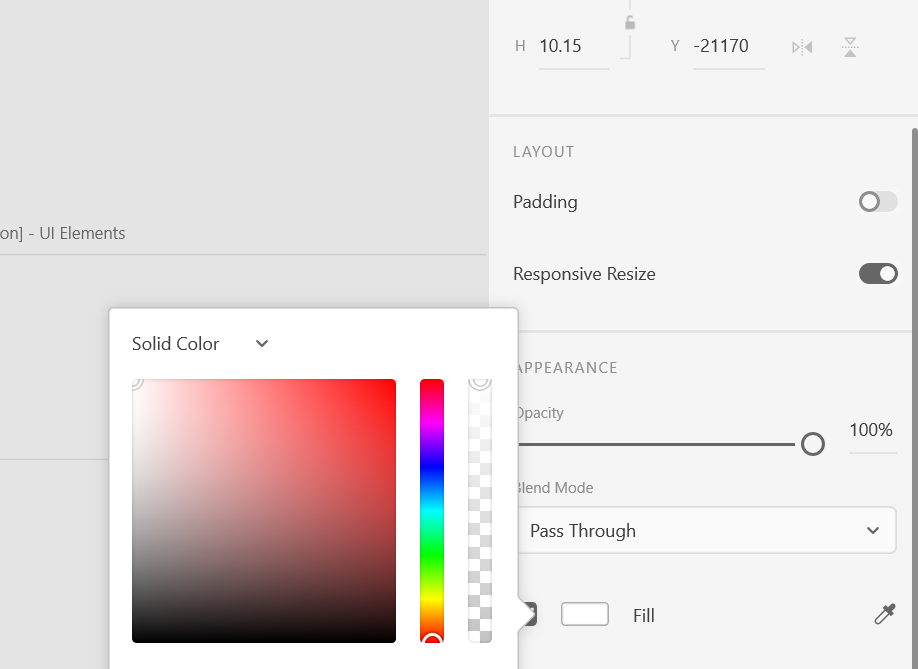 H 10.15 Y -21170
LAYOUT
Padding
on] - UI Elements
Responsive Resize
Solid Color
APPEARANCE
Opacity
100%
Blend Mode
Pass Through
Fill